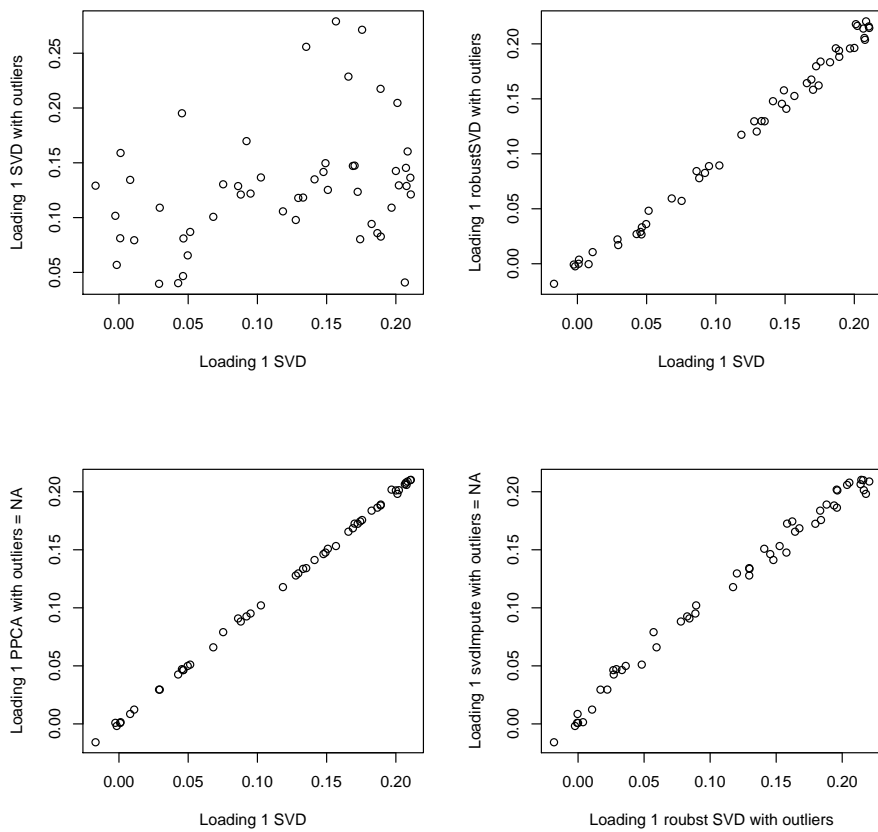 0.00 0.05 0.10 0.15 0.20
0.05 0.10 0.15 0.20 0.25
Loading 1 SVD
Loading 1 SVD with outliers
0.00 0.05 0.10 0.15 0.20
0.00 0.05 0.10 0.15 0.20
Loading 1 SVD
Loading 1 robustSVD with outliers
0.00 0.05 0.10 0.15 0.20
0.00 0.05 0.10 0.15 0.20
Loading 1 SVD
Loading 1 PPCA with outliers = NA
0.00 0.05 0.10 0.15 0.20
0.00 0.05 0.10 0.15 0.20
Loading 1 roubst SVD with outliers
Loading 1 svdImpute with outliers = NA